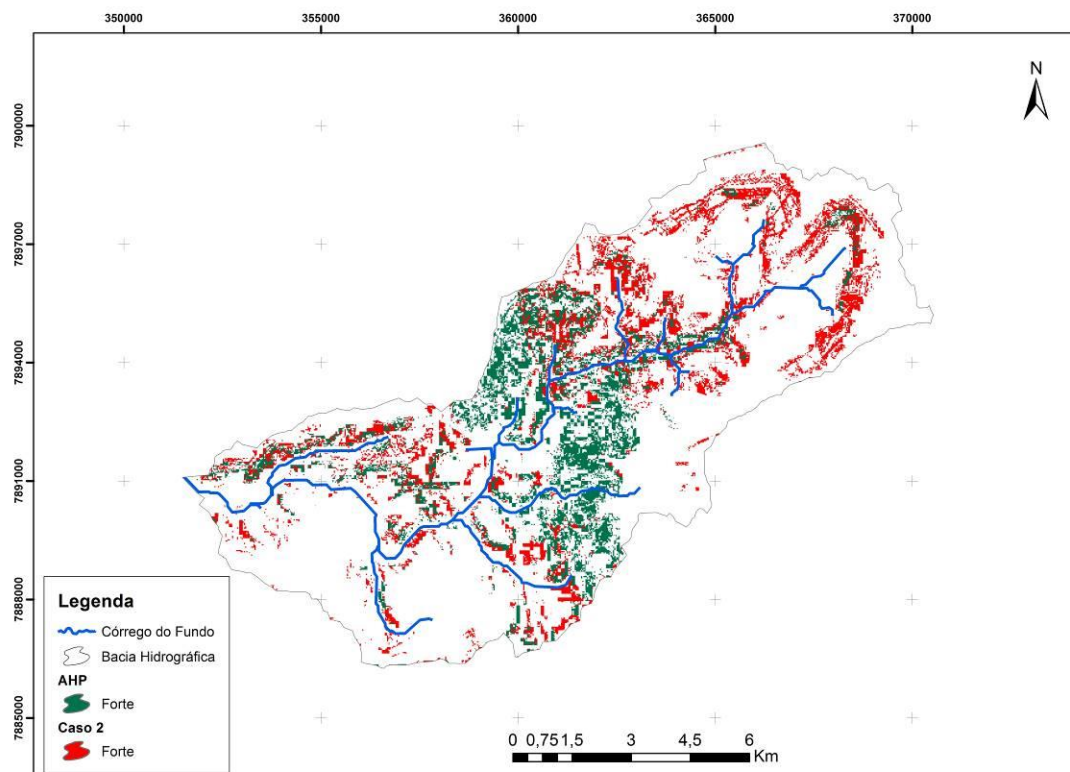 350000 355000 360000 365000 370000
N
7900000
7897000
7894000
7891000
7888000
7885000
Legenda
Córrego do Fundo
Bacia Hidrográfica
AHP
Forte
Caso 2
Forte
0 0,75 1,5 3 4,5 6
Km